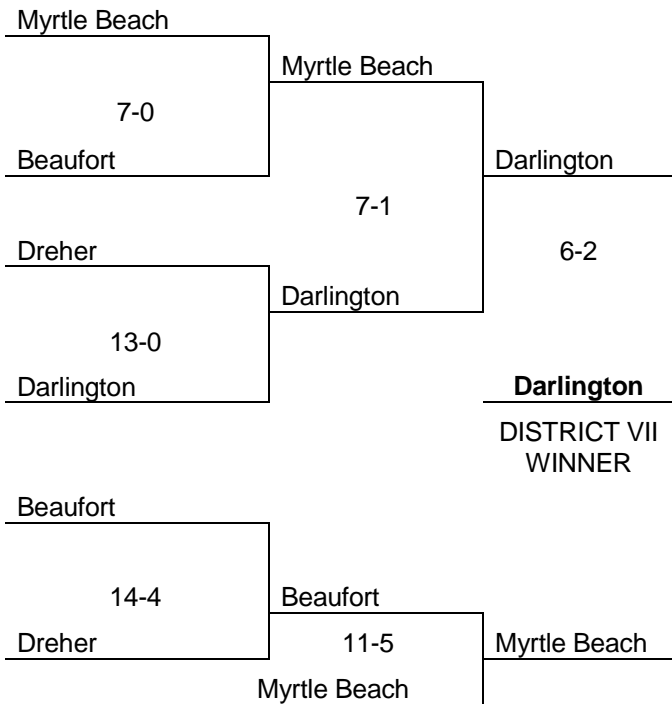 Myrtle Beach
Myrtle Beach
7-0
Beaufort
Darlington
7-1
Dreher
6-2
Darlington
13-0
Darlington
Darlington
DISTRICT VII
WINNER
Beaufort
14-4
Beaufort
Dreher
11-5
Myrtle Beach
Myrtle Beach